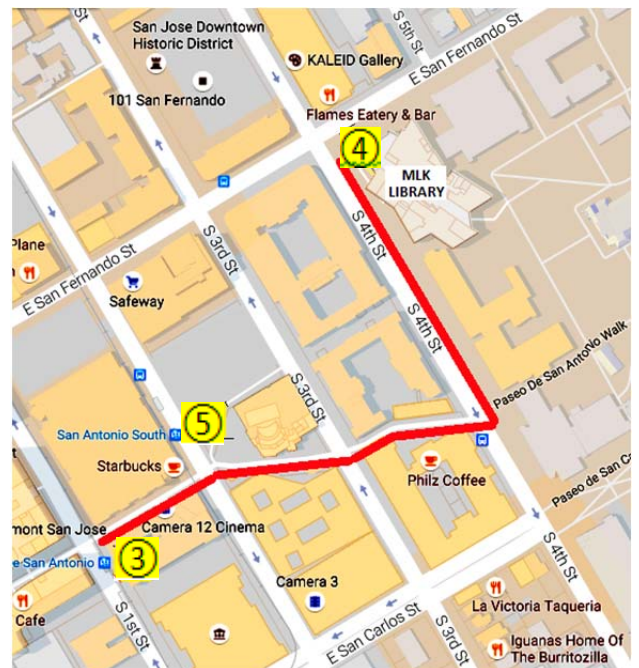 San Jose Downtown
Historic District
S 5th St
E San Fernando St
KALEID Gallery
101 San Fernando
Flames Eatery & Bar
④
MLK
LIBRARY
S 4th St
S 3rd St
Plane
E San Fernando St
Safeway
S 4th St
Paseo De San Antonio Walk
S 3rd St
⑤
San Antonio South
Starbucks
Philz Coffee
Paseo de San C
mont San Jose
Camera 12 Cinema
e San Antonio
③
S 4th St
Camera 3
Cafe
S 1st St
La Victoria Taqueria
E San Carlos St
S 3rd St
Iguanas Home Of
The Burritozilla